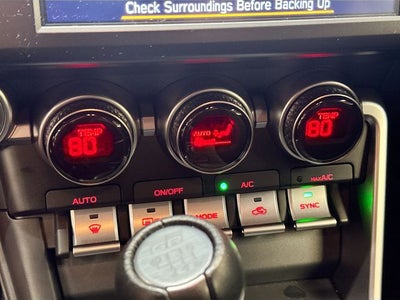 Check Surroundings Before Backing Up
TEMP AUTO TEMP
80° 80°
AUTO ON/OFF A/C MAX A/C
MODE SYNC